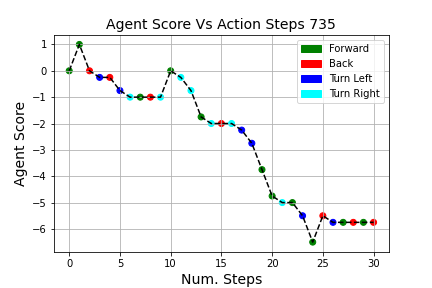 Agent Score Vs Action Steps 735
Forward
Back
Turn Left
Turn Right
1
0
−1
−2
−3
−4
−5
−6
Agent Score
0 5 10 15 20 25 30
Num. Steps